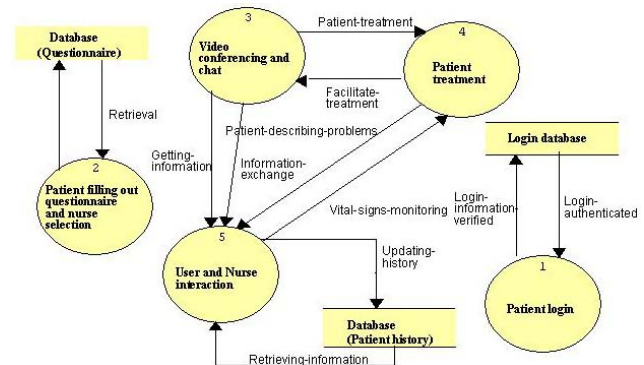 3
Video
conferencing and
chat
Patient-treatment
4
Patient
treatment
Facilitate-
treatment
Database
(Questionnaire)
Retrieval
2
Patient filling out
questionnaire
and nurse
selection
Getting-
information
Patient-describing-problems
Information-
exchange
Vital-signs-monitoring
Login database
Login-
information-
verified
Login-
authenticated
1
Patient login
5
User and Nurse
interaction
Updating-
history
Database
(Patient history)
Retrieving-information